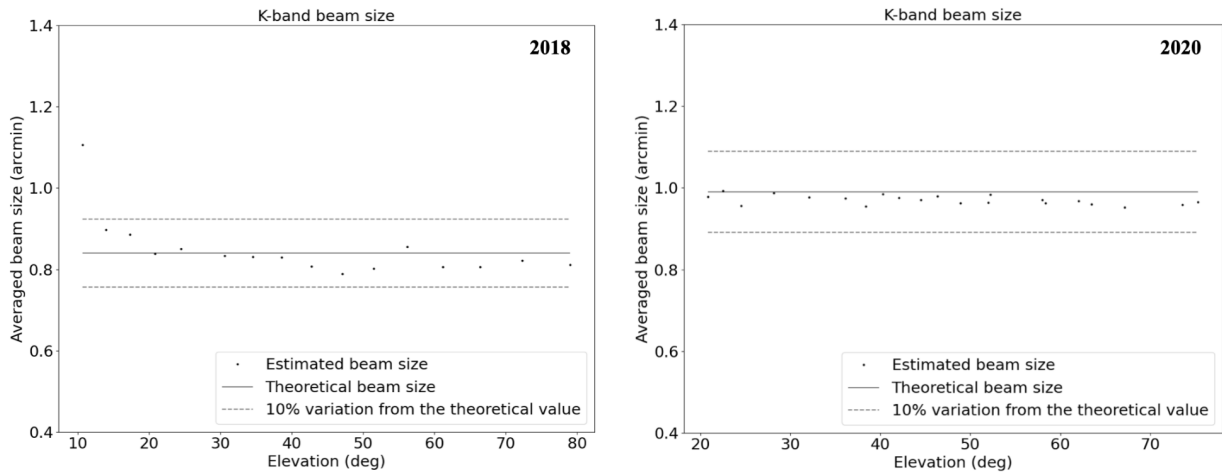 K-band beam size
2018
Averaged beam size (arcmin)
1.4
1.2
1.0
0.8
0.6
0.4
Estimated beam size
Theoretical beam size
10% variation from the theoretical value
10 20 30 40 50 60 70 80
Elevation (deg)
K-band beam size
2020
Averaged beam size (arcmin)
1.4
1.2
1.0
0.8
0.6
0.4
Estimated beam size
Theoretical beam size
10% variation from the theoretical value
20 30 40 50 60 70
Elevation (deg)